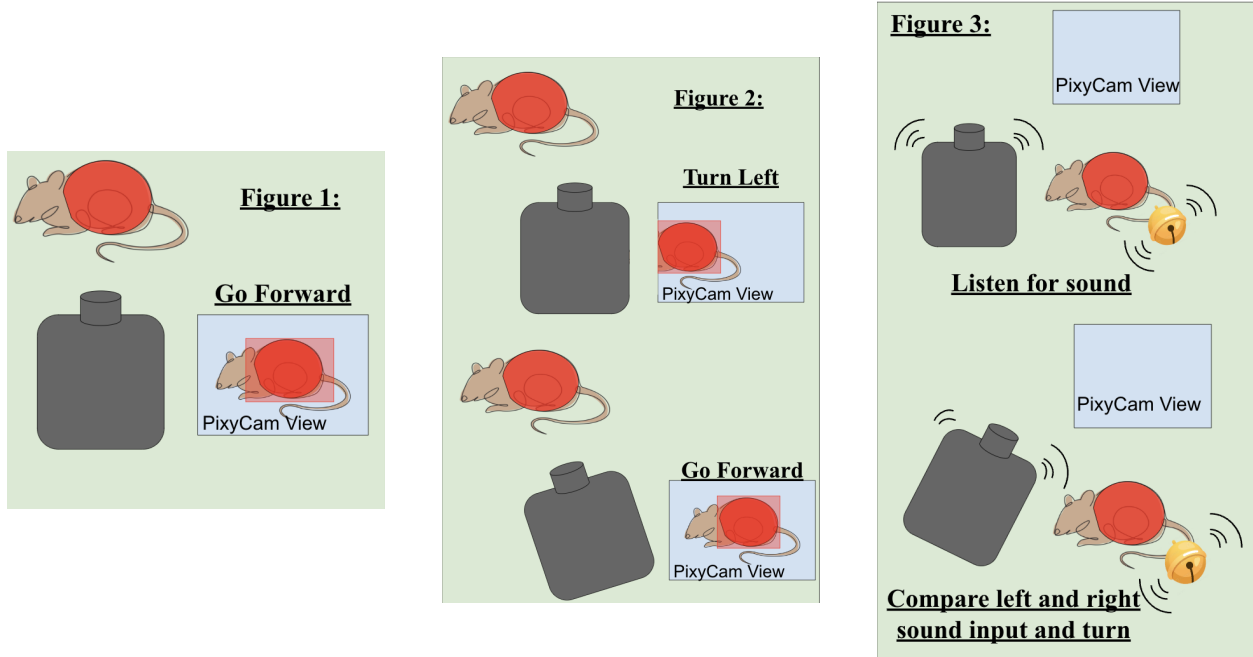 Figure 1:
Go Forward
PixyCam View
Figure 2:
Turn Left
PixyCam View
Go Forward
PixyCam View
Figure 3:
PixyCam View
Listen for sound
PixyCam View
Compare left and right
sound input and turn